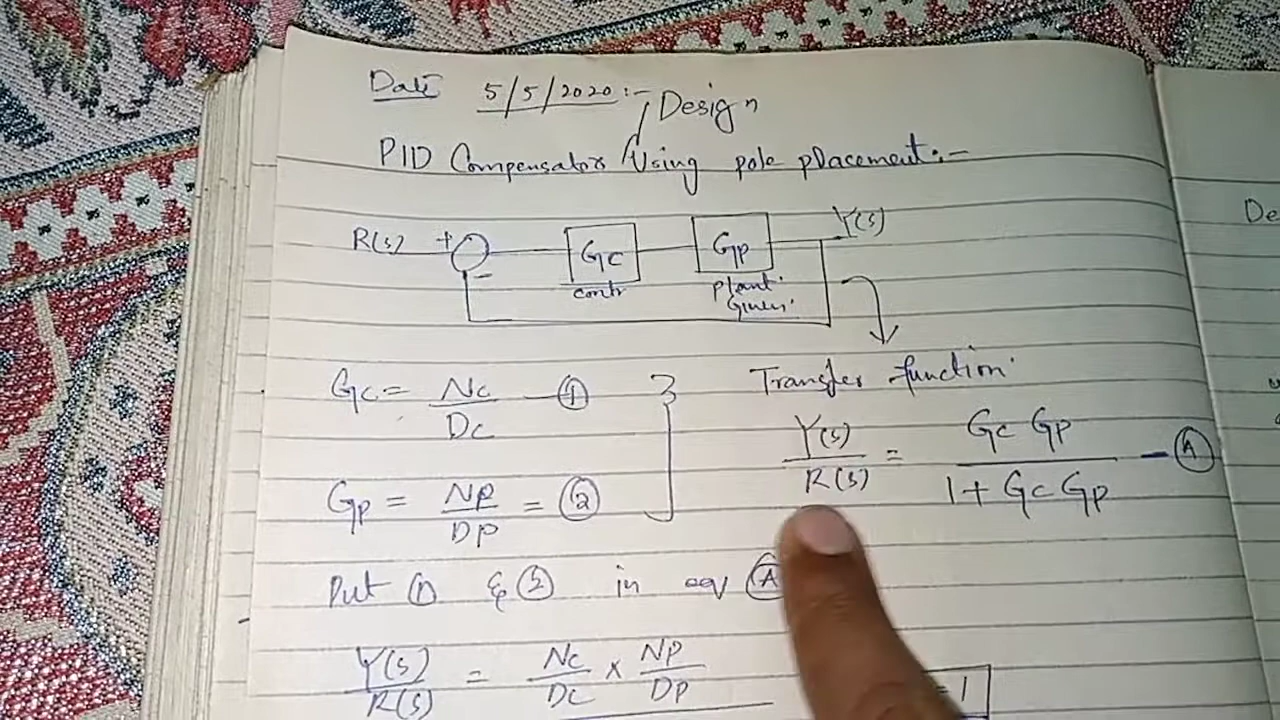 Date 5/5/2020:-
Design
PID Compensator Using pole placement:-
R(s) + - Gc Gp Y(s)
contr plant
Given.
Transfer function.
Gc = Nc/Dc - ①
Y(s)/R(s) = Gc Gp / 1 + Gc Gp - Ⓐ
Gp = NP/DP = ②
Put ① & ② in eqv Ⓐ
Y(s)/R(s) = Nc/Dc × NP/DP
= 1
De